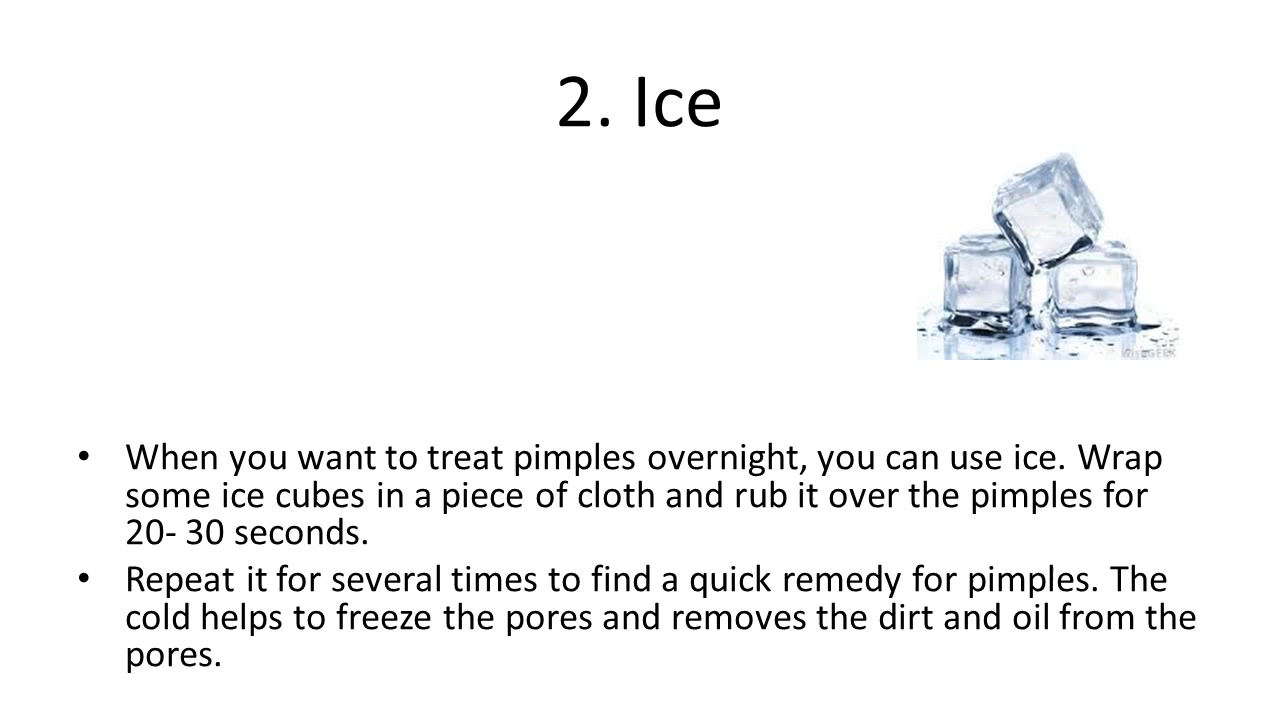 2. Ice
wiseGEEK
• When you want to treat pimples overnight, you can use ice. Wrap
some ice cubes in a piece of cloth and rub it over the pimples for
20- 30 seconds.
• Repeat it for several times to find a quick remedy for pimples. The
cold helps to freeze the pores and removes the dirt and oil from the
pores.